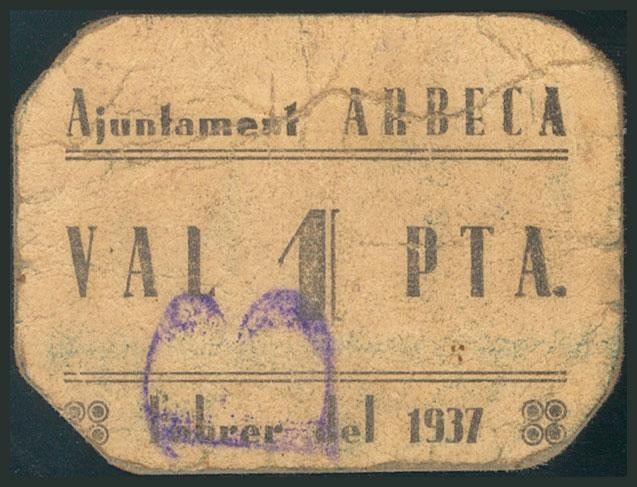 Ajuntament ARBECA
VAL 1 PTA.
Febrer del 1937